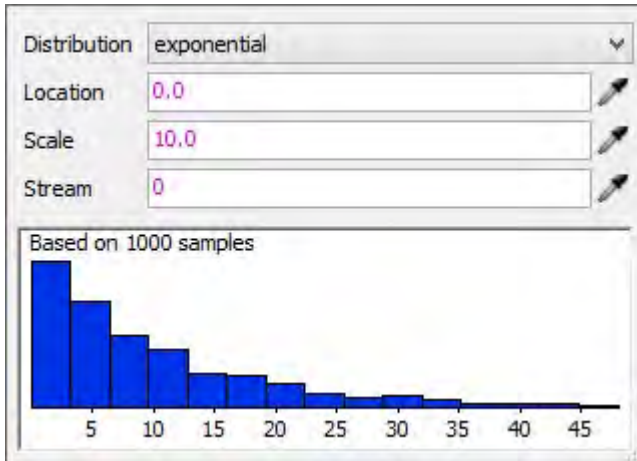 Distribution exponential
Location 0.0
Scale 10.0
Stream 0
Based on 1000 samples
5 10 15 20 25 30 35 40 45